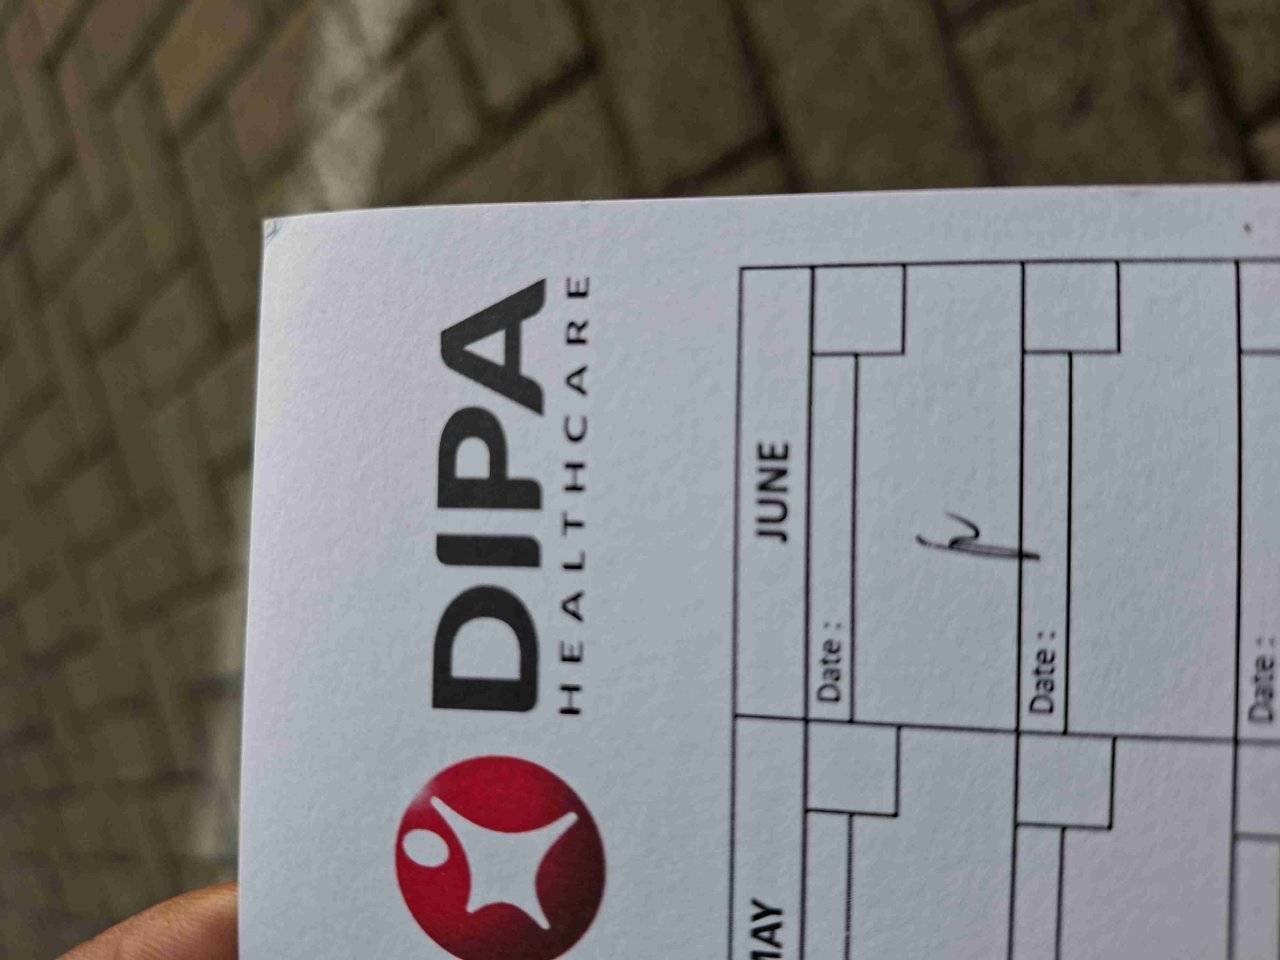 DIPA
HEALTHCARE
MAY
JUNE
Date :
Date :
Date :